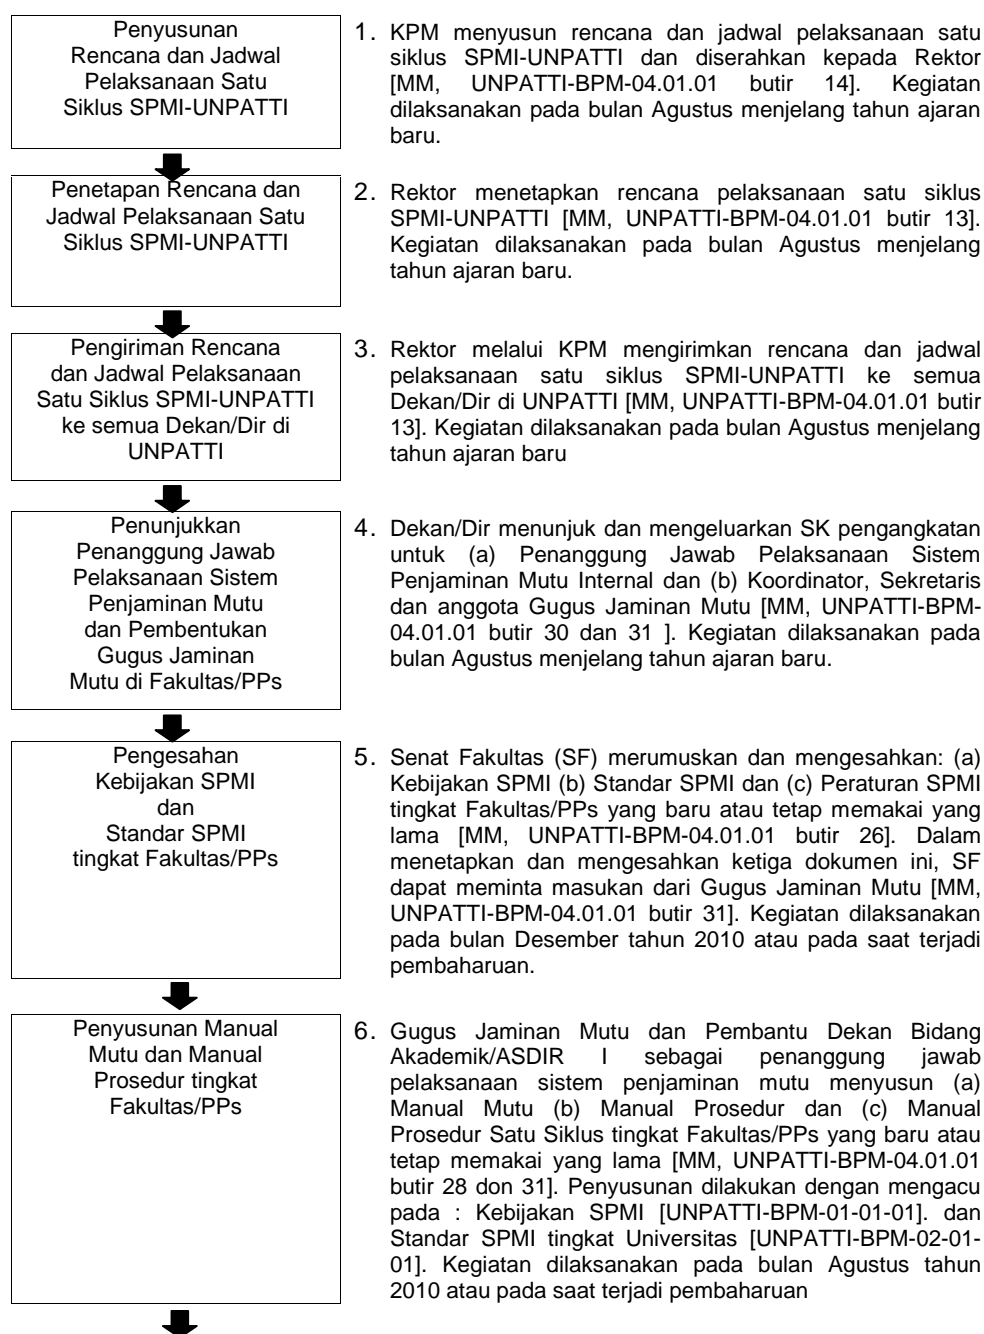 Penyusunan
Rencana dan Jadwal
Pelaksanaan Satu
Siklus SPMI-UNPATTI
1. KPM menyusun rencana dan jadwal pelaksanaan satu
siklus SPMI-UNPATTI dan diserahkan kepada Rektor
[MM, UNPATTI-BPM-04.01.01 butir 14]. Kegiatan
dilaksanakan pada bulan Agustus menjelang tahun ajaran
baru.
Penetapan Rencana dan
Jadwal Pelaksanaan Satu
Siklus SPMI-UNPATTI
2. Rektor menetapkan rencana pelaksanaan satu siklus
SPMI-UNPATTI [MM, UNPATTI-BPM-04.01.01 butir 13].
Kegiatan dilaksanakan pada bulan Agustus menjelang
tahun ajaran baru.
Pengiriman Rencana
dan Jadwal Pelaksanaan
Satu Siklus SPMI-UNPATTI
ke semua Dekan/Dir di
UNPATTI
3. Rektor melalui KPM mengirimkan rencana dan jadwal
pelaksanaan satu siklus SPMI-UNPATTI ke semua
Dekan/Dir di UNPATTI [MM, UNPATTI-BPM-04.01.01 butir
13]. Kegiatan dilaksanakan pada bulan Agustus menjelang
tahun ajaran baru
Penunjukkan
Penanggung Jawab
Pelaksanaan Sistem
Penjaminan Mutu
dan Pembentukan
Gugus Jaminan
Mutu di Fakultas/PPs
4. Dekan/Dir menunjuk dan mengeluarkan SK pengangkatan
untuk (a) Penanggung Jawab Pelaksanaan Sistem
Penjaminan Mutu Internal dan (b) Koordinator, Sekretaris
dan anggota Gugus Jaminan Mutu [MM, UNPATTI-BPM-
04.01.01 butir 30 dan 31 ]. Kegiatan dilaksanakan pada
bulan Agustus menjelang tahun ajaran baru.
Pengesahan
Kebijakan SPMI
dan
Standar SPMI
tingkat Fakultas/PPs
5. Senat Fakultas (SF) merumuskan dan mengesahkan: (a)
Kebijakan SPMI (b) Standar SPMI dan (c) Peraturan SPMI
tingkat Fakultas/PPs yang baru atau tetap memakai yang
lama [MM, UNPATTI-BPM-04.01.01 butir 26]. Dalam
menetapkan dan mengesahkan ketiga dokumen ini, SF
dapat meminta masukan dari Gugus Jaminan Mutu [MM,
UNPATTI-BPM-04.01.01 butir 31]. Kegiatan dilaksanakan
pada bulan Desember tahun 2010 atau pada saat terjadi
pembaharuan.
Penyusunan Manual
Mutu dan Manual
Prosedur tingkat
Fakultas/PPs
6. Gugus Jaminan Mutu dan Pembantu Dekan Bidang
Akademik/ASDIR I sebagai penanggung jawab
pelaksanaan sistem penjaminan mutu menyusun (a)
Manual Mutu (b) Manual Prosedur dan (c) Manual
Prosedur Satu Siklus tingkat Fakultas/PPs yang baru atau
tetap memakai yang lama [MM, UNPATTI-BPM-04.01.01
butir 28 don 31]. Penyusunan dilakukan dengan mengacu
pada : Kebijakan SPMI [UNPATTI-BPM-01-01-01]. dan
Standar SPMI tingkat Universitas [UNPATTI-BPM-02-01-
01]. Kegiatan dilaksanakan pada bulan Agustus tahun
2010 atau pada saat terjadi pembaharuan